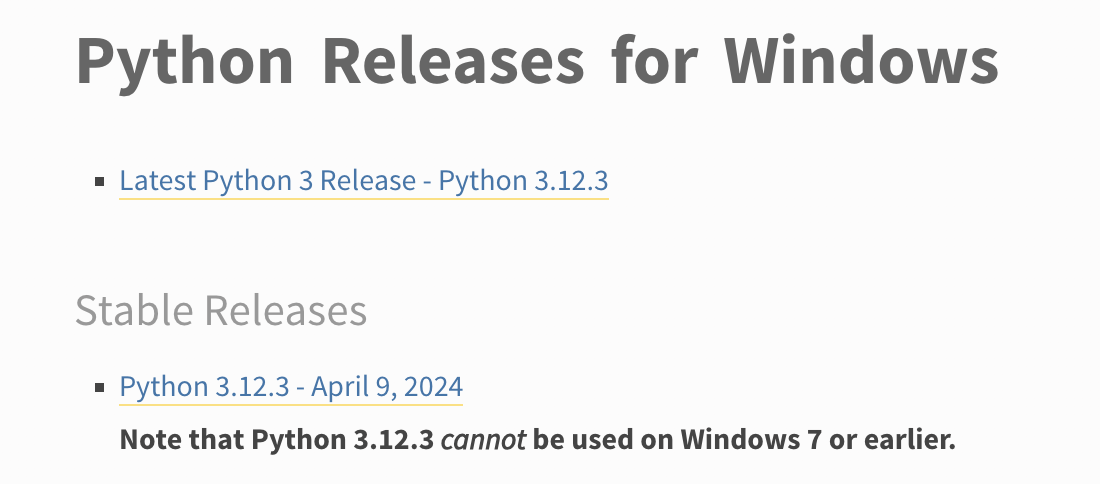 Python Releases for Windows
Latest Python 3 Release - Python 3.12.3
Stable Releases
Python 3.12.3 - April 9, 2024
Note that Python 3.12.3 cannot be used on Windows 7 or earlier.